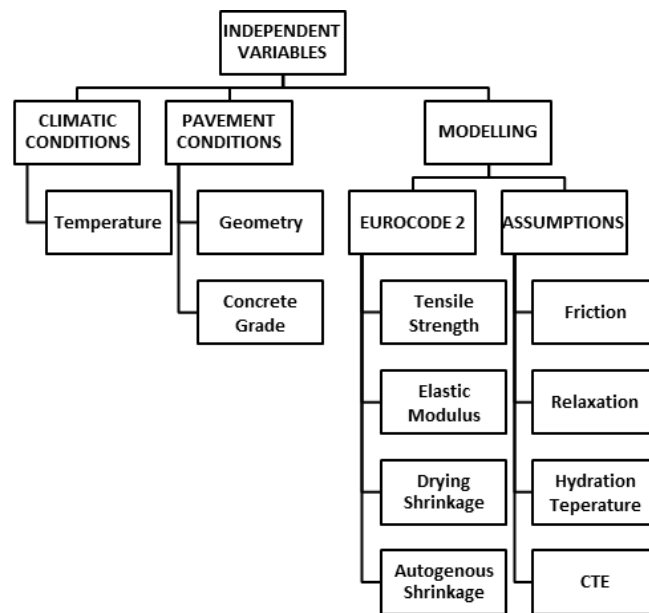 INDEPENDENT
VARIABLES
CLIMATIC
CONDITIONS
PAVEMENT
CONDITIONS
MODELLING
Temperature
Geometry
EUROCODE 2
ASSUMPTIONS
Concrete
Grade
Tensile
Strength
Friction
Elastic
Modulus
Relaxation
Drying
Shrinkage
Hydration
Teperature
Autogenous
Shrinkage
CTE